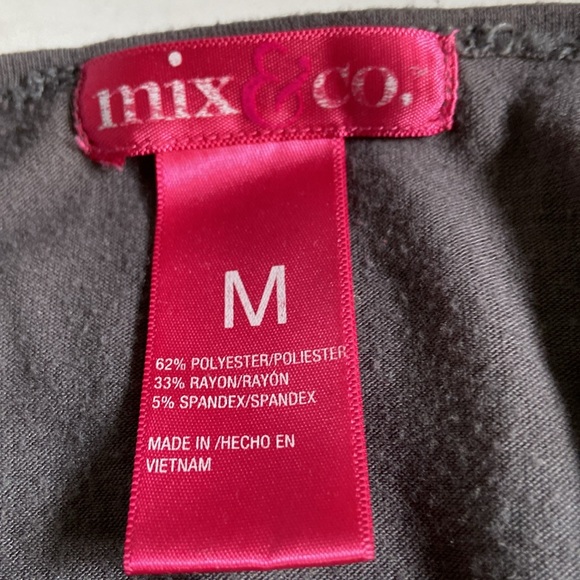 mix&co.
M
62% POLYESTER/POLIESTER
33% RAYON/RAYÓN
5% SPANDEX/SPANDEX
MADE IN /HECHO EN
VIETNAM